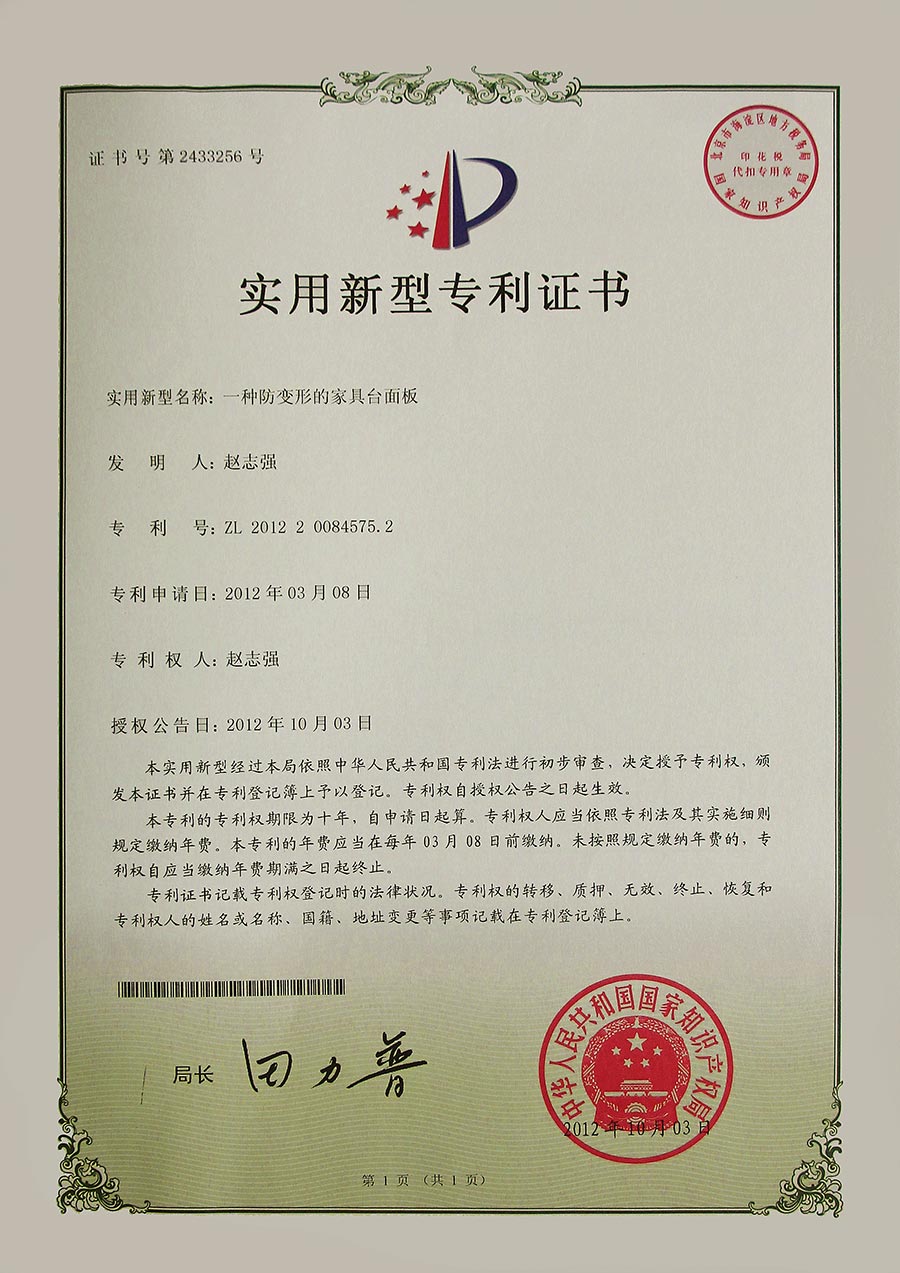 证书号第2433256号
北京市海淀区地方税务局
印花税
代扣专用章
国家知识产权局
实用新型专利证书
实用新型名称：一种防变形的家具台面板
发明人：赵志强
专利号：ZL 2012 2 0084575.2
专利申请日：2012年03月08日
专利权人：赵志强
授权公告日：2012年10月03日
本实用新型经过本局依照中华人民共和国专利法进行初步审查，决定授予专利权，颁
发本证书并在专利登记簿上予以登记。专利权自授权公告之日起生效。
本专利的专利权期限为十年，自申请日起算。专利权人应当依照专利法及其实施细则
规定缴纳年费。本专利的年费应当在每年03月08日前缴纳。未按照规定缴纳年费的，专
利权自应当缴纳年费期满之日起终止。
专利证书记载专利权登记时的法律状况。专利权的转移、质押、无效、终止、恢复和
专利权人的姓名或名称、国籍、地址变更等事项记载在专利登记簿上。
局长
田力普
中华人民共和国国家知识产权局
2012年10月03日
第1页（共1页）